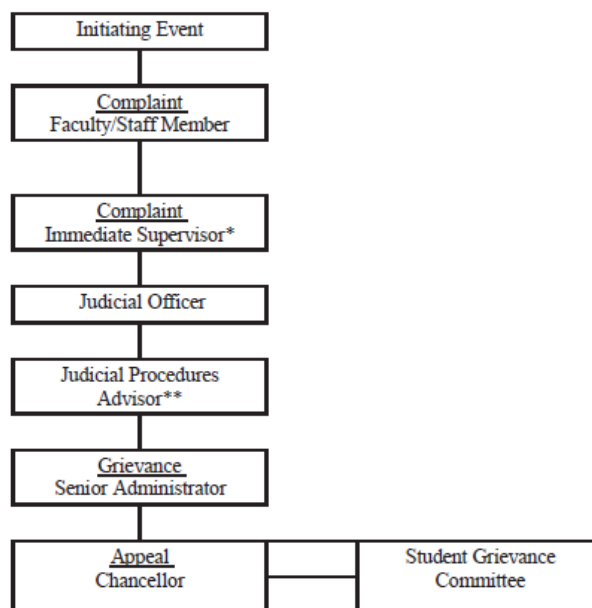 Initiating Event
Complaint
Faculty/Staff Member
Complaint
Immediate Supervisor*
Judicial Officer
Judicial Procedures
Advisor**
Grievance
Senior Administrator
Appeal
Chancellor
Student Grievance
Committee